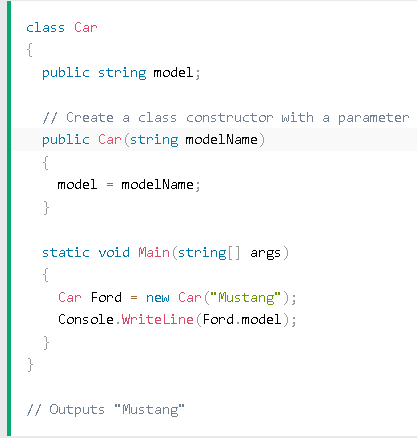 class Car
{
public string model;
// Create a class constructor with a parameter
public Car(string modelName)
{
model = modelName;
}
static void Main(string[] args)
{
Car Ford = new Car("Mustang");
Console.WriteLine(Ford.model);
}
}
// Outputs "Mustang"